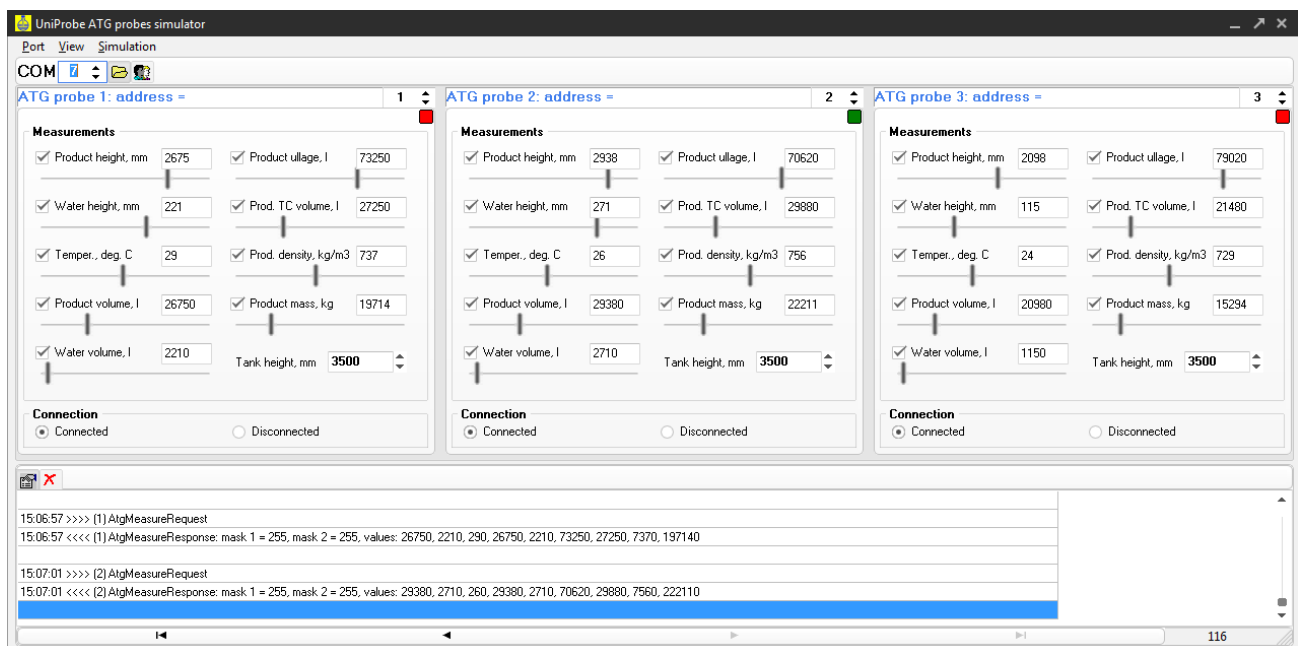 UniProbe ATG probes simulator
Port View Simulation
COM 7
ATG probe 1: address = 1
Measurements
Product height, mm 2675 Product ullage, l 73250
Water height, mm 221 Prod. TC volume, l 27250
Temper., deg. C 29 Prod. density, kg/m3 737
Product volume, l 26750 Product mass, kg 19714
Water volume, l 2210 Tank height, mm 3500
Connection
Connected Disconnected
ATG probe 2: address = 2
Measurements
Product height, mm 2938 Product ullage, l 70620
Water height, mm 271 Prod. TC volume, l 29880
Temper., deg. C 26 Prod. density, kg/m3 756
Product volume, l 29380 Product mass, kg 22211
Water volume, l 2710 Tank height, mm 3500
Connection
Connected Disconnected
ATG probe 3: address = 3
Measurements
Product height, mm 2098 Product ullage, l 79020
Water height, mm 115 Prod. TC volume, l 21480
Temper., deg. C 24 Prod. density, kg/m3 729
Product volume, l 20980 Product mass, kg 15294
Water volume, l 1150 Tank height, mm 3500
Connection
Connected Disconnected
15:06:57 >>>> (1) AtgMeasureRequest
15:06:57 <<<< (1) AtgMeasureResponse: mask 1 = 255, mask 2 = 255, values: 26750, 2210, 290, 26750, 2210, 73250, 27250, 7370, 197140
15:07:01 >>>> (2) AtgMeasureRequest
15:07:01 <<<< (2) AtgMeasureResponse: mask 1 = 255, mask 2 = 255, values: 29380, 2710, 260, 29380, 2710, 70620, 29880, 7560, 222110
116